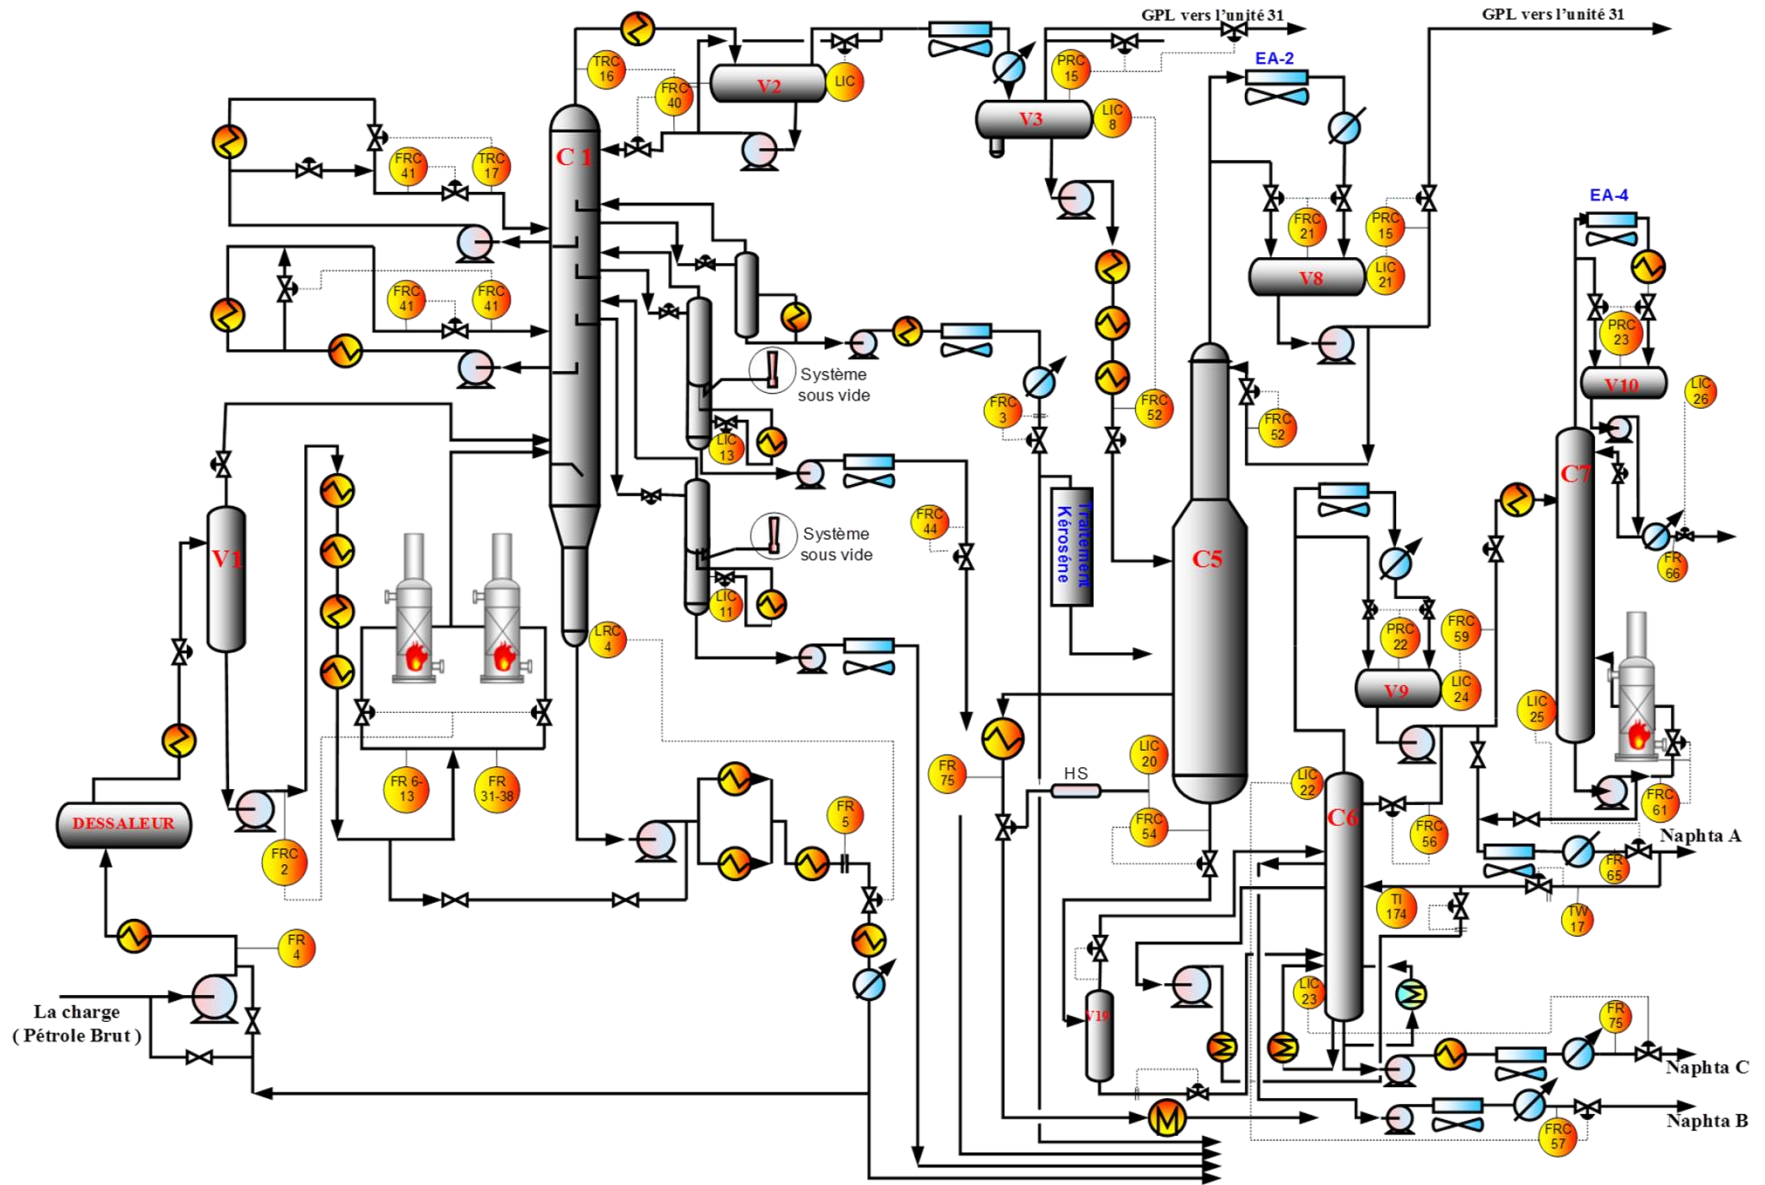 GPL vers l'unité 31
GPL vers l'unité 31
TRC
16
FRC
40
V2
LIC
PRC
15
V3
LIC
8
EA-2
C 1
FRC
41
TRC
17
FRC
21
PRC
15
V8
LIC
21
EA-4
FRC
41
FRC
41
PRC
23
V10
LIC
26
Système
sous vide
FRC
3
FRC
52
FRC
52
LIC
13
C7
V1
FRC
44
Système
sous vide
Traitement
Kéroséne
C5
FR
66
LIC
11
LRC
4
PRC
22
FRC
59
V9
LIC
24
LIC
25
FR 6-
13
FR
31-38
FR
75
HS
LIC
20
LIC
22
FRC
61
DESSALEUR
FR
5
FRC
54
C6
FRC
56
Naphta A
FRC
2
FR
65
TI
174
TW
17
FR
4
La charge
( Pétrole Brut )
V19
LIC
23
FR
75
Naphta C
FRC
57
Naphta B